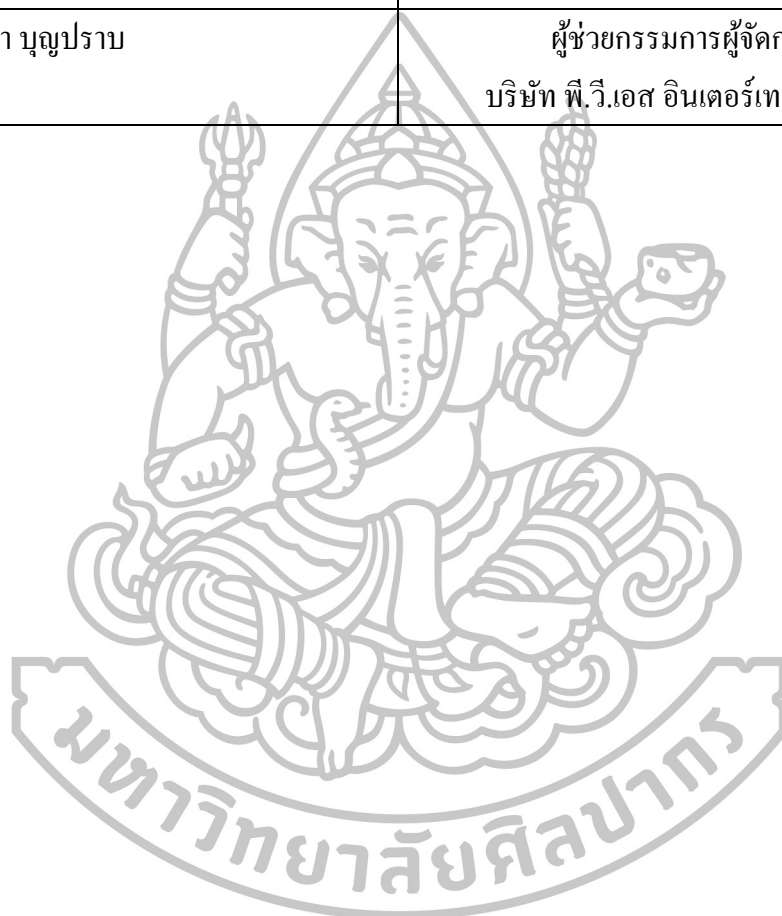 บุญปราบ
ผู้ช่วยกรรมการผู้จัด
บริษัท พี.วี.เอส อินเตอร์เท
มหาวิทยาลัยศิลปากร